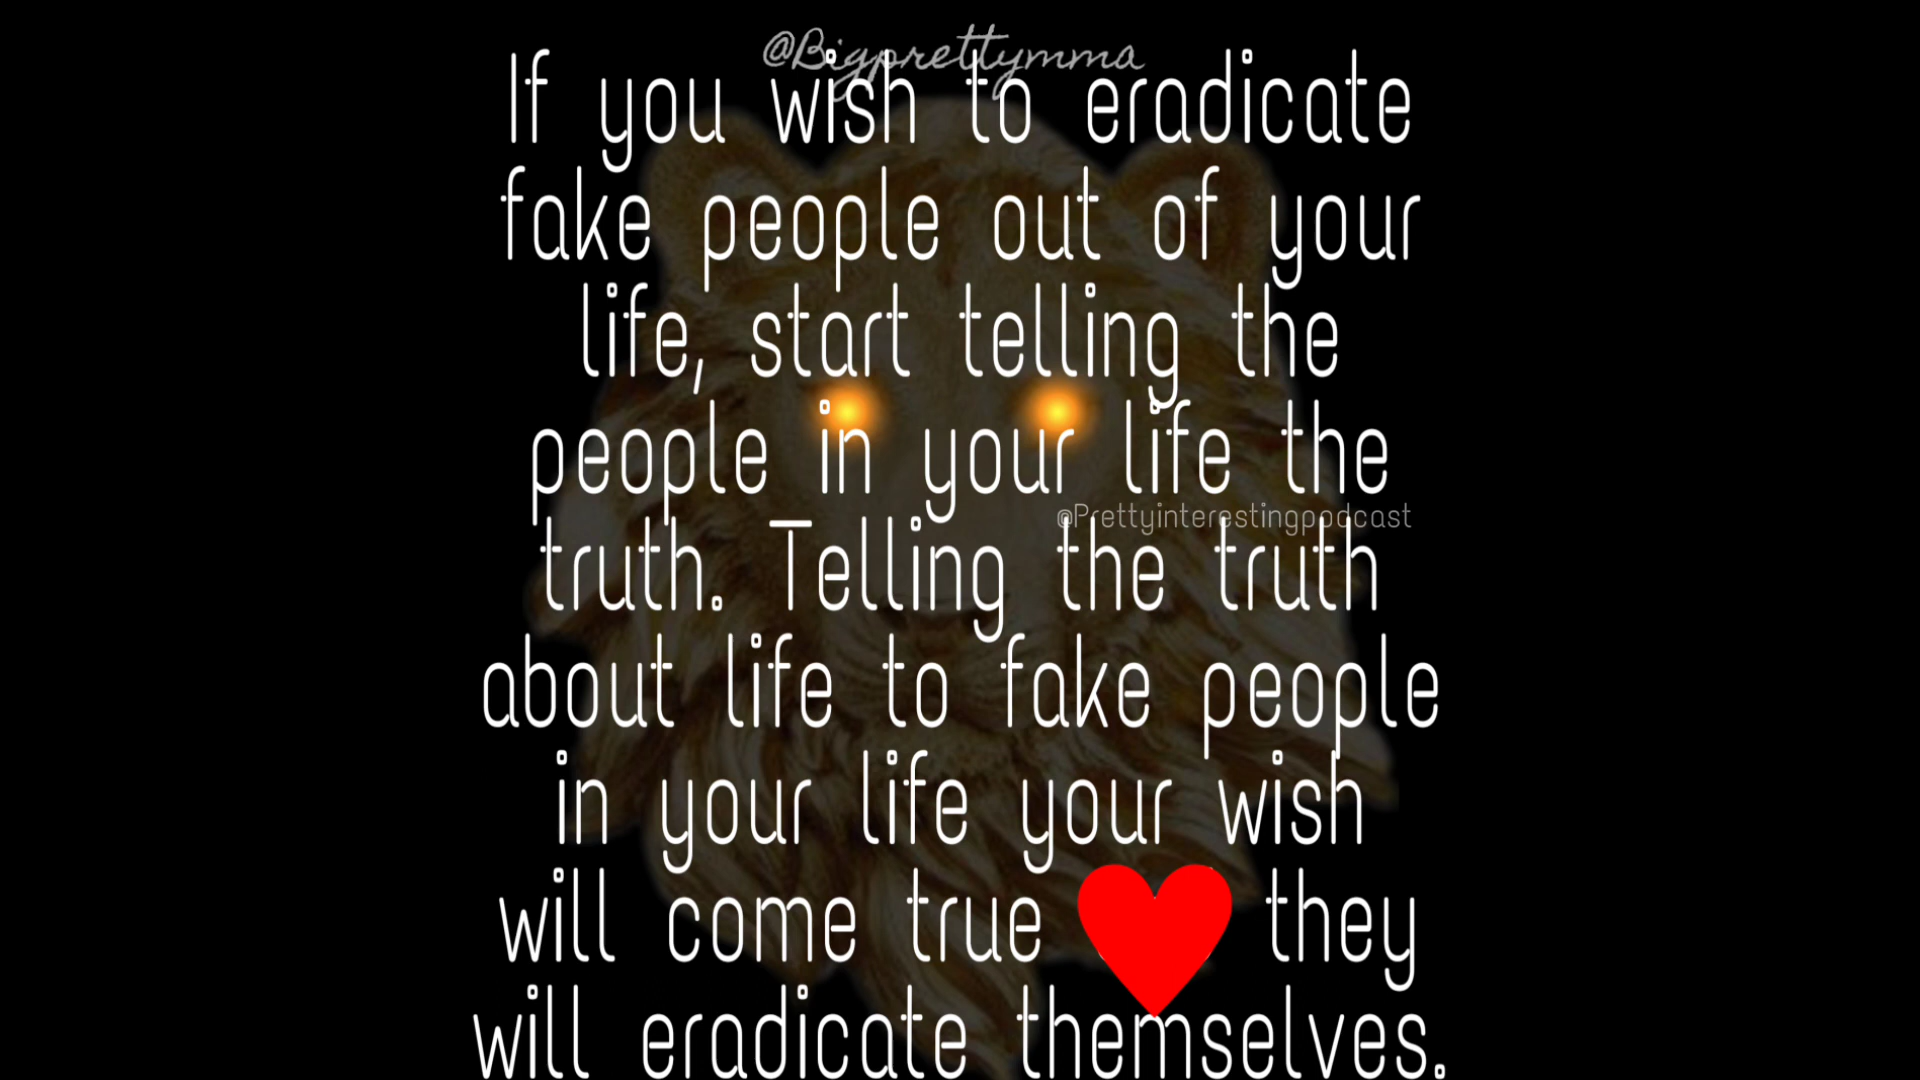 @Bigprettymma
If you wish to eradicate
fake people out of your
life, start telling the
people in your life the
@Prettyinterestingpodcast
truth. Telling the truth
about life to fake people
in your life your wish
will come true ♥ they
will eradicate themselves.